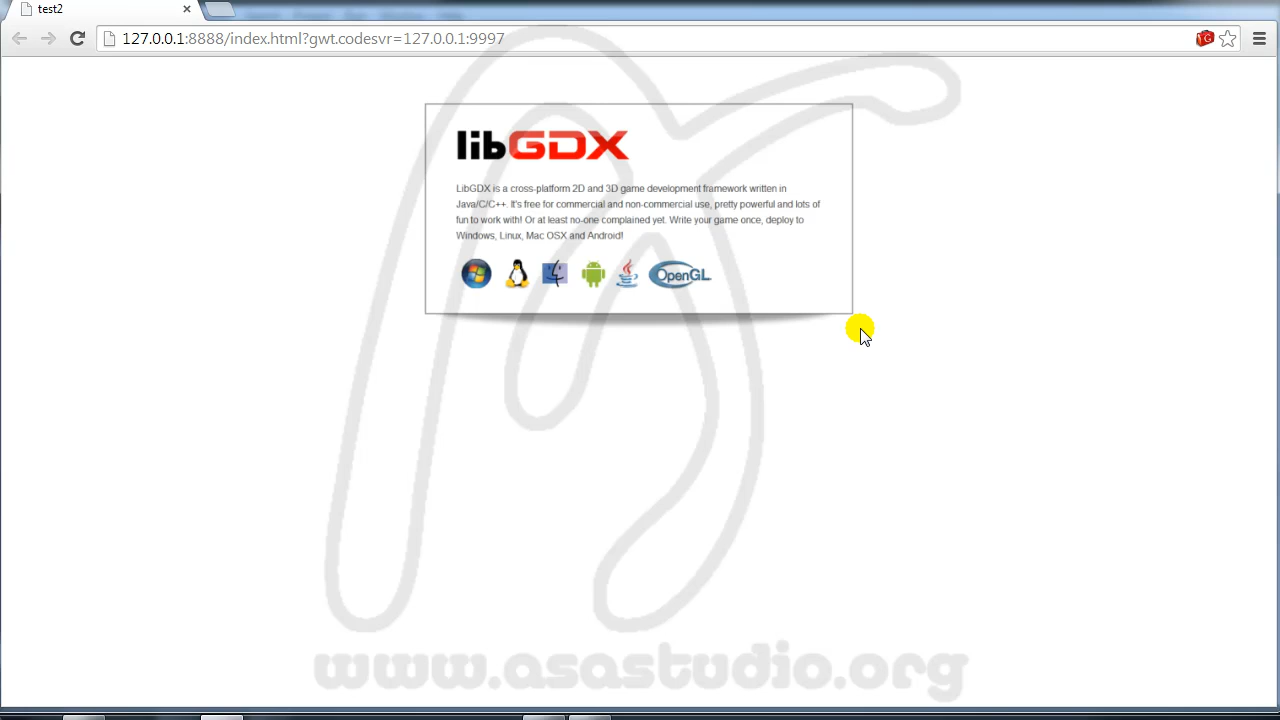 test2
127.0.0.1:8888/index.html?gwt.codesvr=127.0.0.1:9997
libGDX
LibGDX is a cross-platform 2D and 3D game development framework written in
Java/C/C++. It's free for commercial and non-commercial use, pretty powerful and lots of
fun to work with! Or at least no-one complained yet. Write your game once, deploy to
Windows, Linux, Mac OSX and Android!
OpenGL
www.asastudio.org